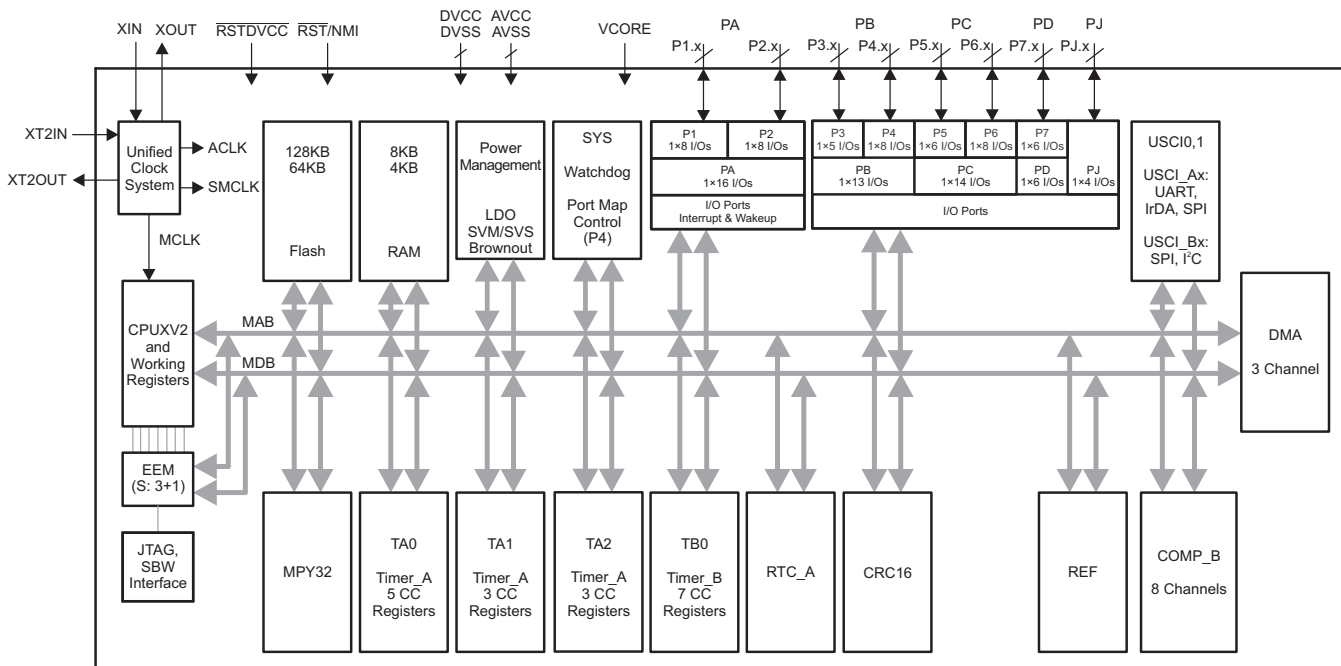 XIN
XOUT
RSTDVCC
RST/NMI
DVCC
DVSS
AVCC
AVSS
VCORE
PA
P1.x
P2.x
PB
P3.x
P4.x
PC
P5.x
P6.x
PD
P7.x
PJ
PJ.x
XT2IN
XT2OUT
Unified
Clock
System
ACLK
SMCLK
MCLK
128KB
64KB
Flash
8KB
4KB
RAM
Power
Management
LDO
SVM/SVS
Brownout
SYS
Watchdog
Port Map
Control
(P4)
P1
1×8 I/Os
P2
1×8 I/Os
PA
1×16 I/Os
I/O Ports
Interrupt & Wakeup
P3
1×5 I/Os
P4
1×8 I/Os
P5
1×6 I/Os
P6
1×8 I/Os
P7
1×6 I/Os
PB
1×13 I/Os
PC
1×14 I/Os
PD
1×6 I/Os
PJ
1×4 I/Os
I/O Ports
USCI0,1
USCI_Ax:
UART,
IrDA, SPI
USCI_Bx:
SPI, I²C
CPUXV2
and
Working
Registers
MAB
MDB
DMA
3 Channel
EEM
(S: 3+1)
JTAG,
SBW
Interface
MPY32
TA0
Timer_A
5 CC
Registers
TA1
Timer_A
3 CC
Registers
TA2
Timer_A
3 CC
Registers
TB0
Timer_B
7 CC
Registers
RTC_A
CRC16
REF
COMP_B
8 Channels